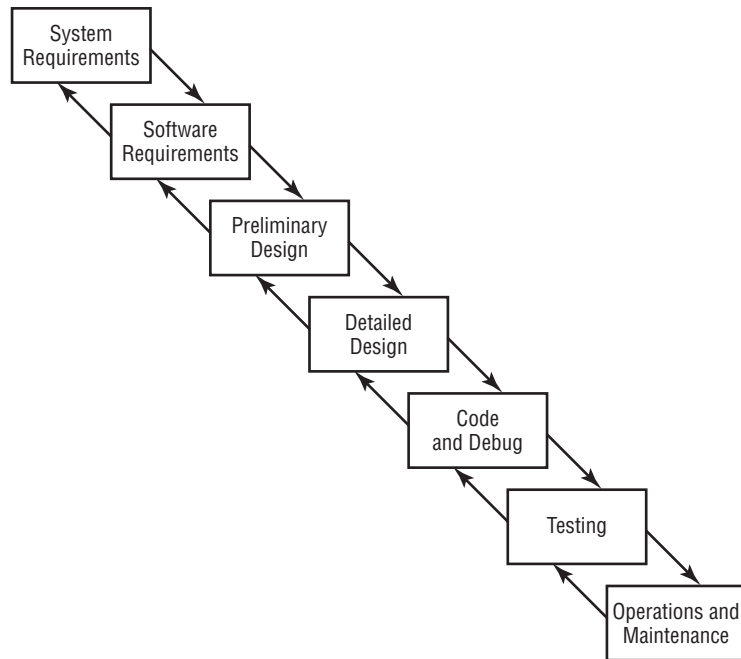 System
Requirements
Software
Requirements
Preliminary
Design
Detailed
Design
Code
and Debug
Testing
Operations and
Maintenance